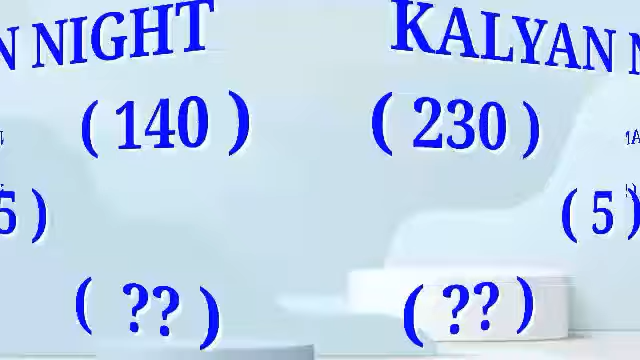 N NIGHT
KALYAN N
( 140 )
( 230 )
5 )
( 5 )
( ?? )
( ?? )